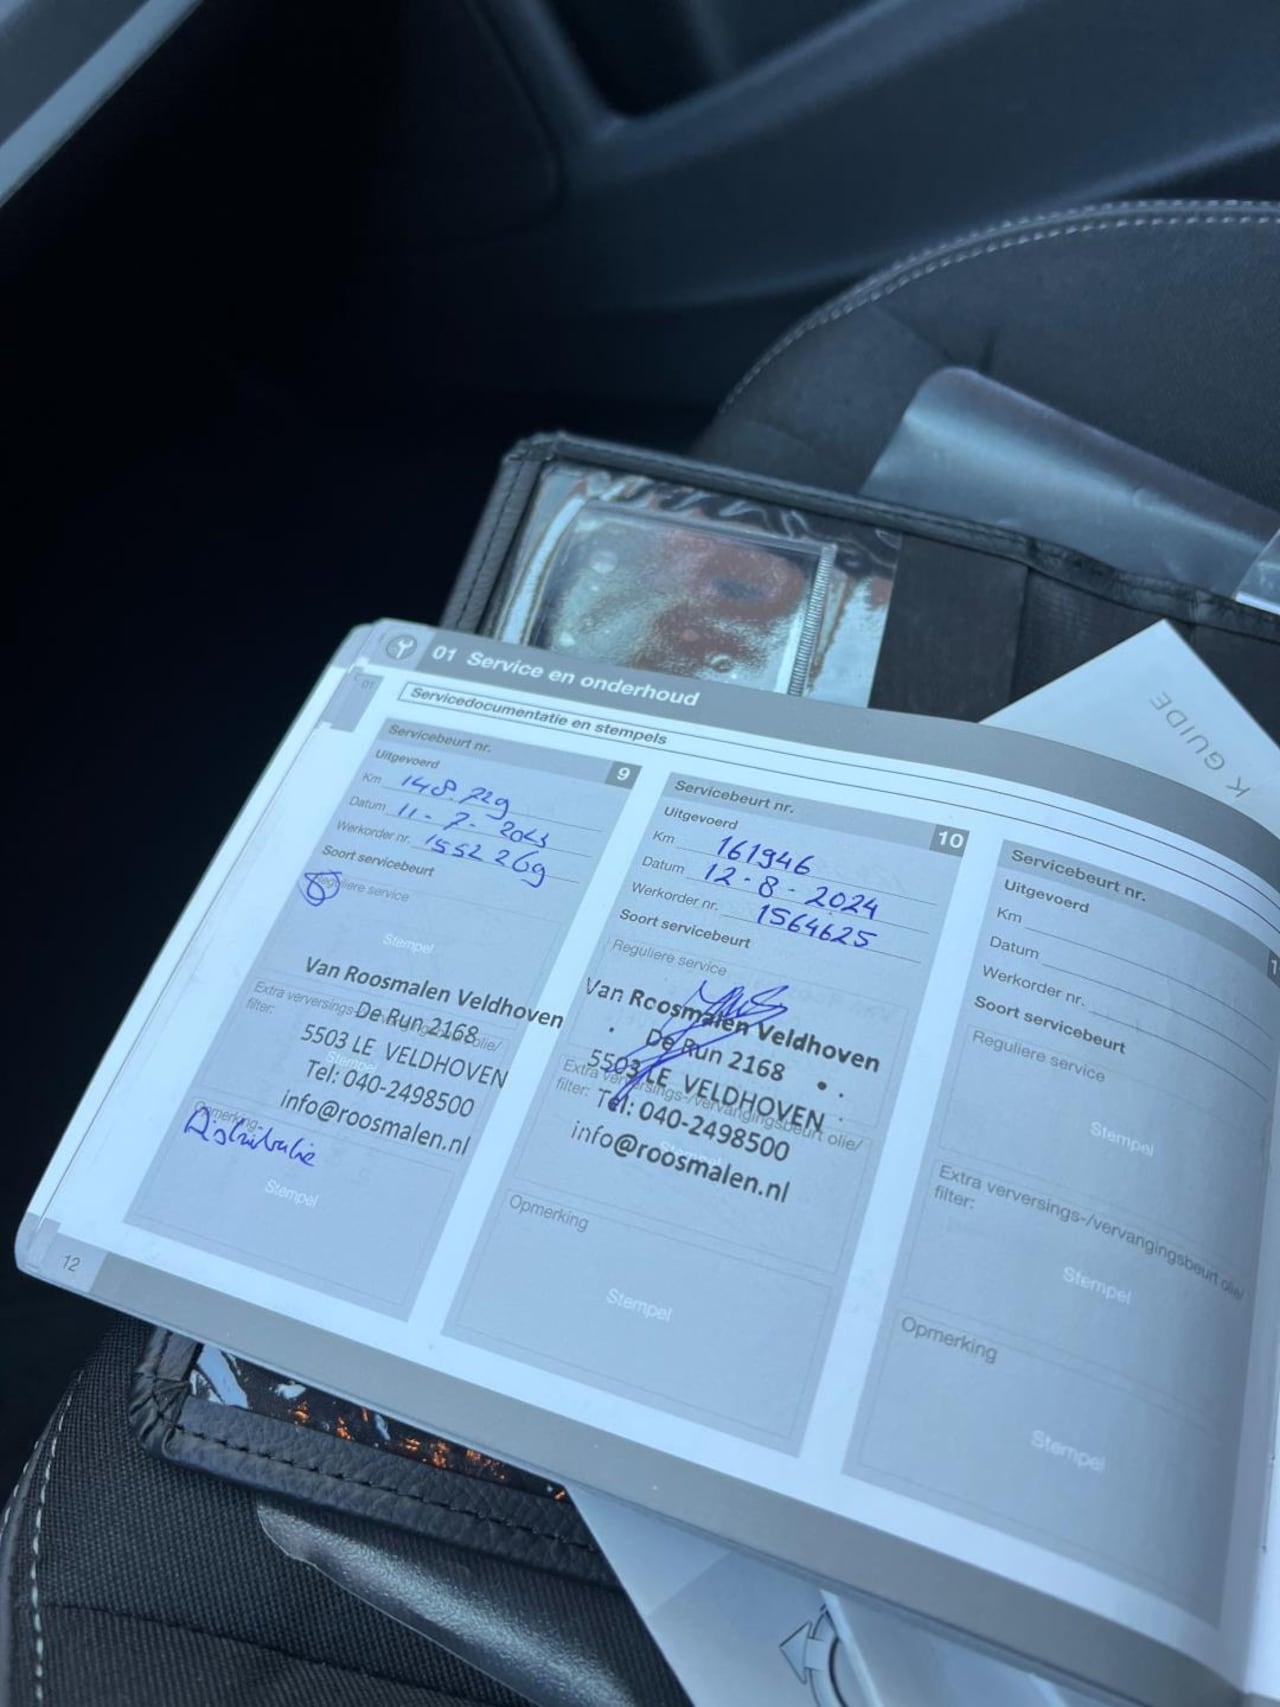 01 Service en onderhoud
01
Servicedocumentatie en stempels
Servicebeurt nr.
9
Uitgevoerd
Km 148.729
Datum 11-7-2023
Werkorder nr. 1552269
Soort servicebeurt
Reguliere service
Stempel
Van Roosmalen Veldhoven
De Run 2168
5503 LE VELDHOVEN
Tel: 040-2498500
info@roosmalen.nl
Extra verversings-/vervangingsbeurt olie/
filter:
Stempel
Opmerking
Distributie
Stempel
12
Servicebeurt nr.
10
Uitgevoerd
Km 161946
Datum 12-8-2024
Werkorder nr. 1564625
Soort servicebeurt
Reguliere service
Van Roosmalen Veldhoven
De Run 2168
5503 LE VELDHOVEN
Tel: 040-2498500
info@roosmalen.nl
Extra verversings-/vervangingsbeurt olie/
filter:
Stempel
Opmerking
Stempel
Servicebeurt nr.
Uitgevoerd
Km
Datum
Werkorder nr.
Soort servicebeurt
Reguliere service
Stempel
Extra verversings-/vervangingsbeurt olie/
filter:
Stempel
Opmerking
Stempel
K GUIDE